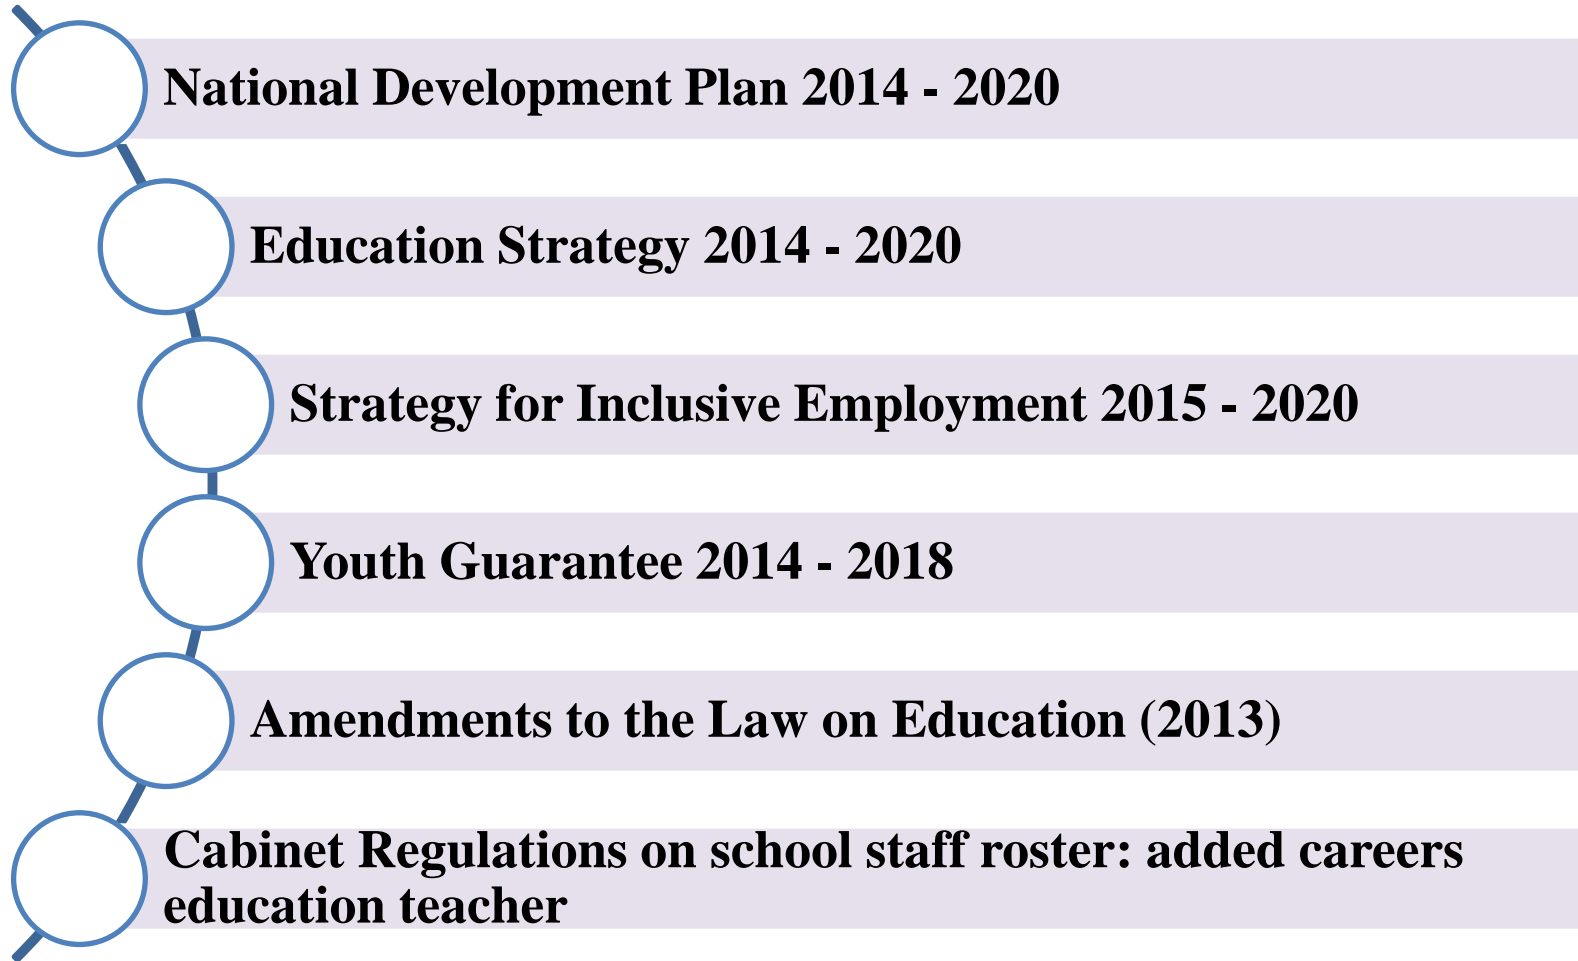 National Development Plan 2014 - 2020
Education Strategy 2014 - 2020
Strategy for Inclusive Employment 2015 - 2020
Youth Guarantee 2014 - 2018
Amendments to the Law on Education (2013)
Cabinet Regulations on school staff roster: added careers
education teacher